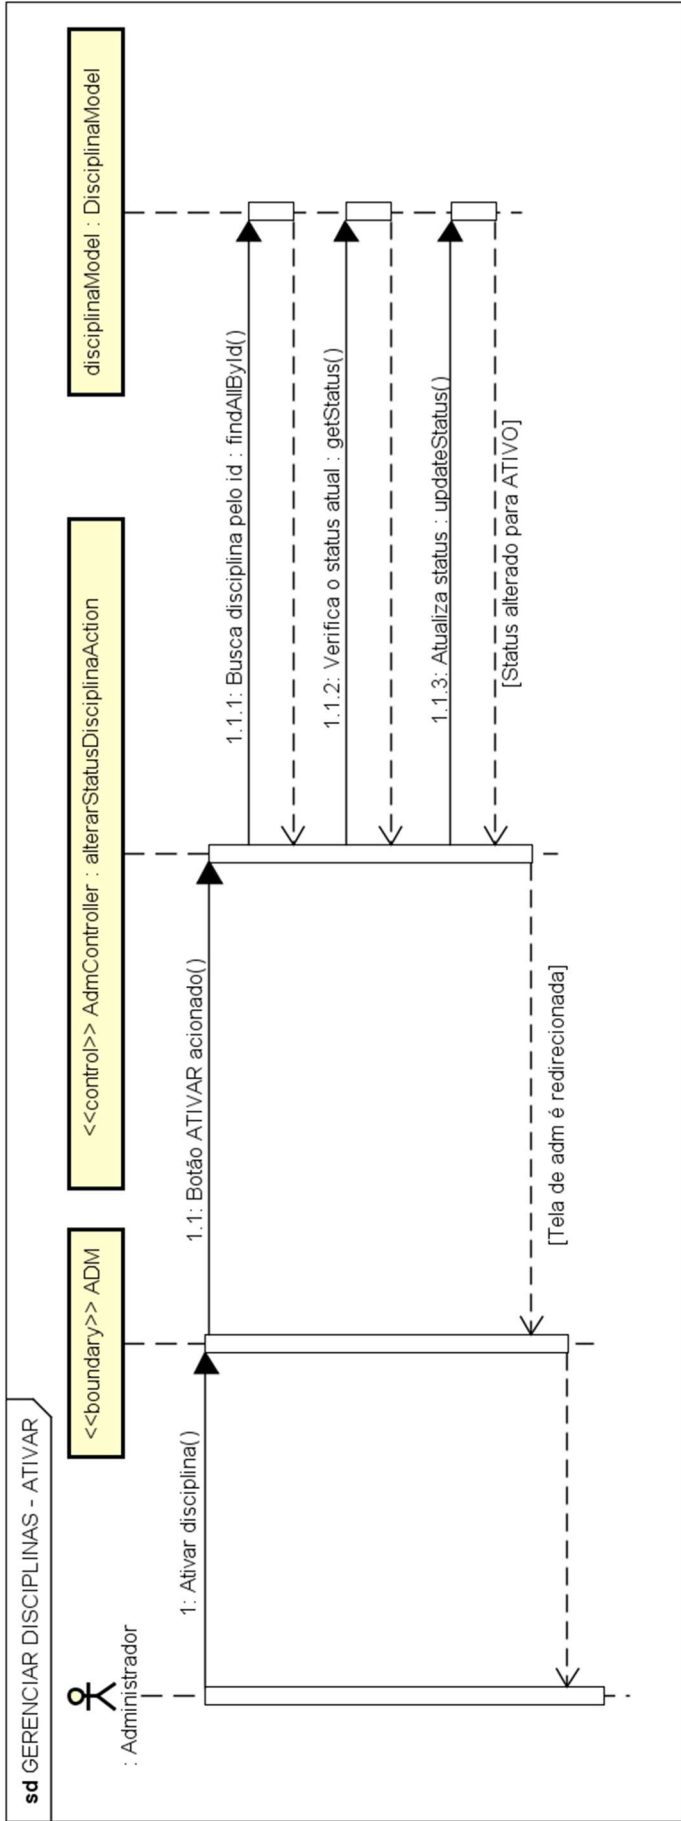 sd GERENCIAR DISCIPLINAS - ATIVAR
: Administrador
<<boundary>> ADM
<<control>> AdmController : alterarStatusDisciplinaAction
disciplinaModel : DisciplinaModel
1: Ativar disciplina()
1.1: Botão ATIVAR acionado()
1.1.1: Busca disciplina pelo id : findAllById()
1.1.2: Verifica o status atual : getStatus()
1.1.3: Atualiza status : updateStatus()
[Status alterado para ATIVO]
[Tela de adm é redirecionada]